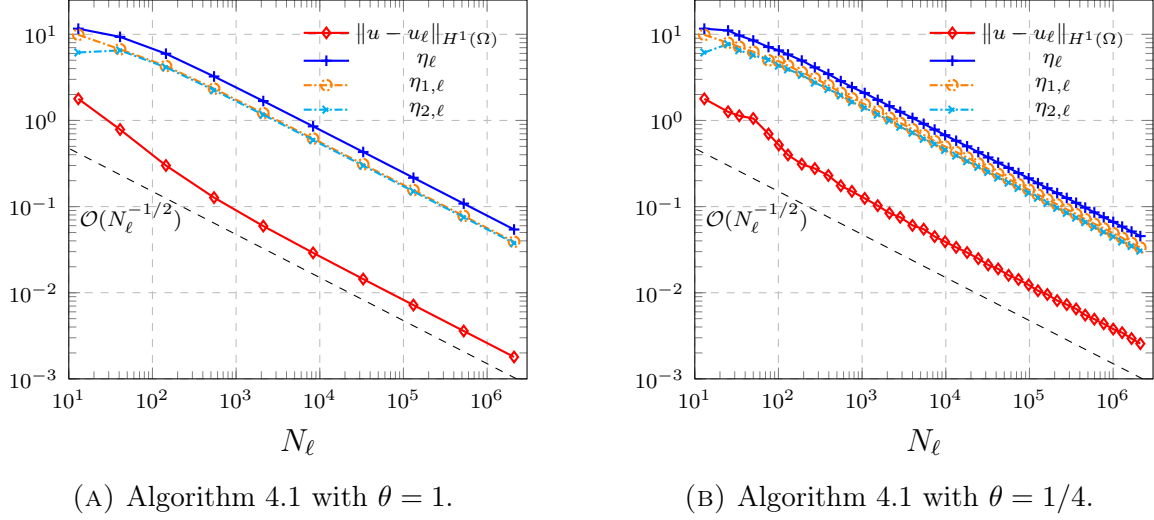 10^1
10^0
10^{-1}
10^{-2}
10^{-3}
10^1 10^2 10^3 10^4 10^5 10^6
∥u − u_ℓ∥_{H^1(Ω)}
η_ℓ
η_{1,ℓ}
η_{2,ℓ}
O(N_ℓ^{-1/2})
N_ℓ
(A) Algorithm 4.1 with θ = 1.
10^1
10^0
10^{-1}
10^{-2}
10^{-3}
10^1 10^2 10^3 10^4 10^5 10^6
∥u − u_ℓ∥_{H^1(Ω)}
η_ℓ
η_{1,ℓ}
η_{2,ℓ}
O(N_ℓ^{-1/2})
N_ℓ
(B) Algorithm 4.1 with θ = 1/4.